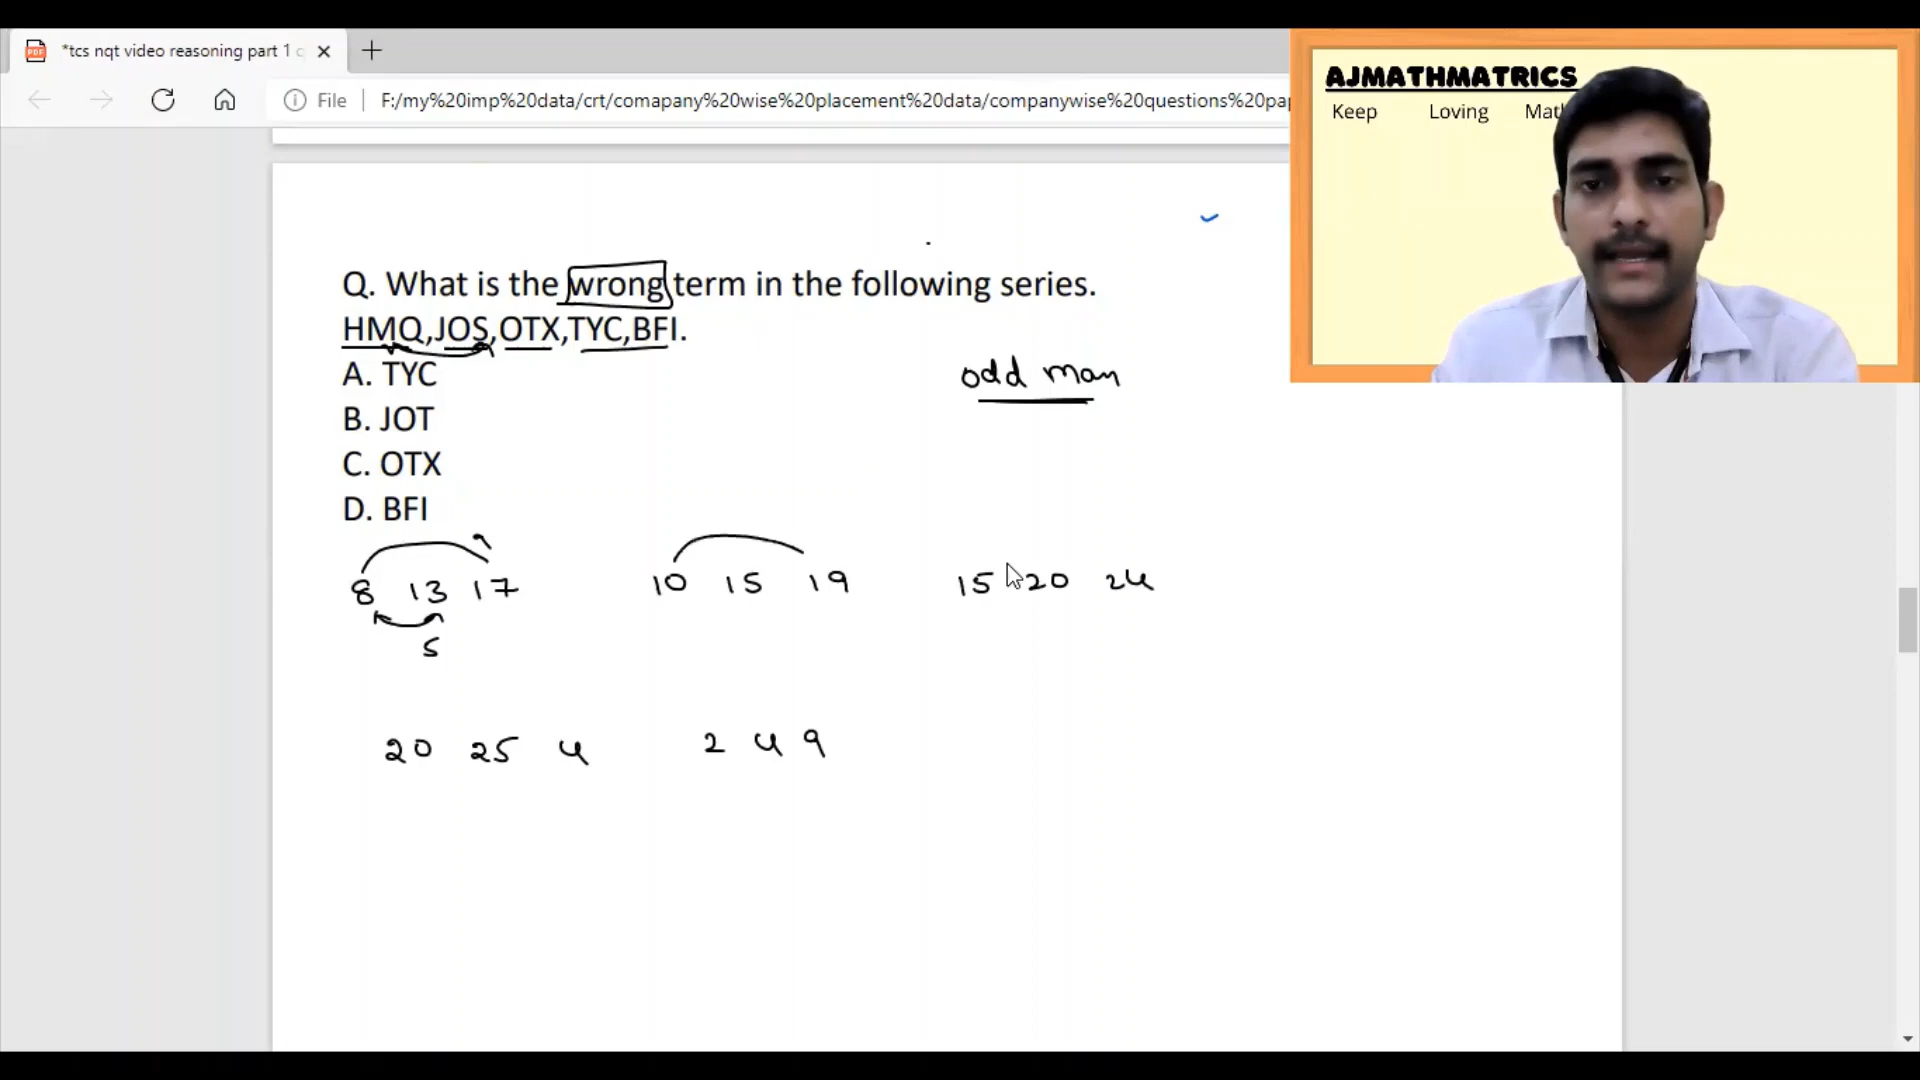 *tcs nqt video reasoning part 1 c
File
F:/my%20imp%20data/crt/comapany%20wise%20placement%20data/companywise%20questions%20pap
AJMATHMATRICS
Keep Loving Mat
Q. What is the wrong term in the following series.
HMQ,JOS,OTX,TYC,BFI.
A. TYC
odd man
B. JOT
C. OTX
D. BFI
8 13 17 10 15 19 15 20 24
5
20 25 4 2 4 9